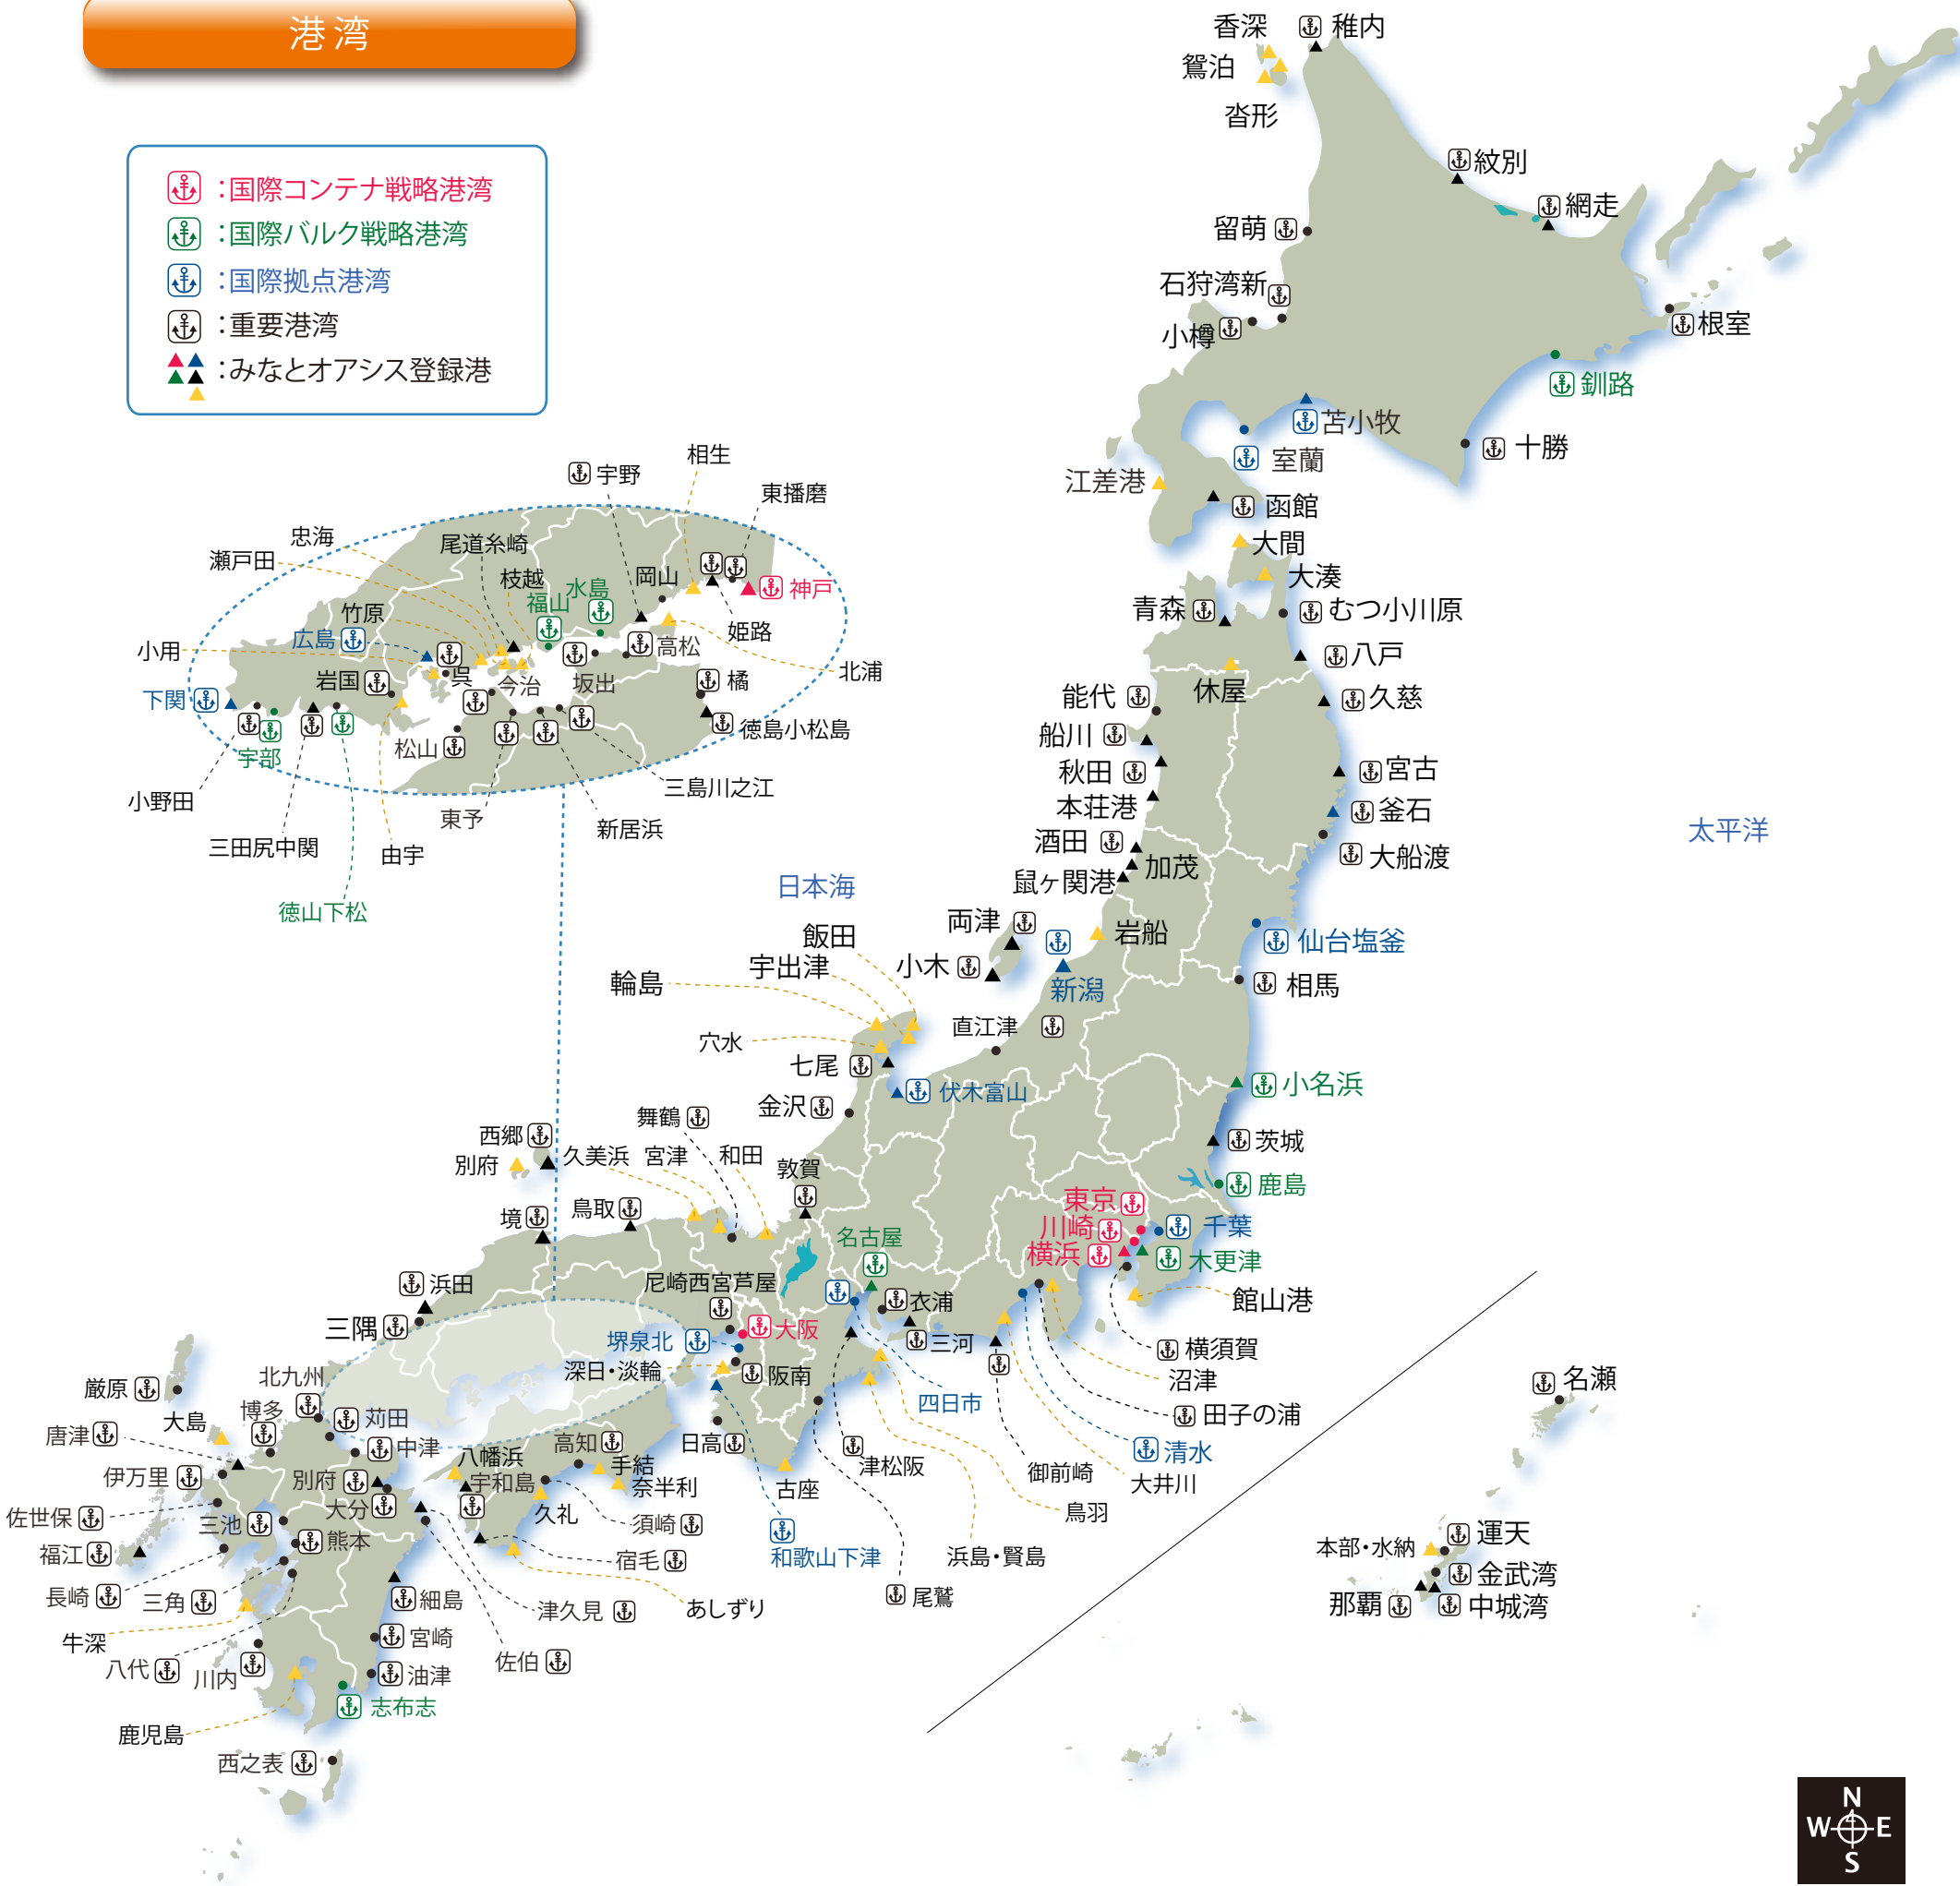 港湾
：国際コンテナ戦略港湾
：国際バルク戦略港湾
：国際拠点港湾
：重要港湾
：みなとオアシス登録港
香深
稚内
鴛泊
沓形
紋別
網走
留萌
石狩湾新
小樽
根室
釧路
苫小牧
十勝
室蘭
江差港
函館
大間
大湊
青森
むつ小川原
八戸
休屋
能代
久慈
船川
秋田
宮古
本荘港
釜石
酒田
大船渡
加茂
鼠ヶ関港
太平洋
日本海
両津
岩船
仙台塩釜
飯田
宇出津
小木
新潟
相馬
輪島
直江津
穴水
七尾
伏木富山
小名浜
金沢
茨城
鹿島
相生
宇野
東播磨
忠海
尾道糸崎
瀬戸田
枝越
水島
岡山
神戸
福山
竹原
姫路
広島
高松
小用
北浦
岩国
呉
今治
坂出
橘
下関
徳島小松島
宇部
松山
三島川之江
小野田
東予
新居浜
三田尻中関
由宇
徳山下松
舞鶴
西郷
別府
久美浜
宮津
和田
敦賀
境
鳥取
東京
川崎
千葉
名古屋
横浜
木更津
浜田
尼崎西宮芦屋
衣浦
館山港
三隅
大阪
三河
堺泉北
横須賀
深日・淡輪
阪南
沼津
北九州
厳原
四日市
田子の浦
博多
苅田
大島
唐津
中津
高知
日高
清水
八幡浜
津松阪
手結
御前崎
伊万里
別府
宇和島
奈半利
古座
大井川
大分
久礼
鳥羽
佐世保
三池
須崎
熊本
福江
宿毛
和歌山下津
浜島・賢島
長崎
三角
細島
津久見
あしずり
尾鷲
牛深
宮崎
八代
川内
油津
佐伯
志布志
鹿児島
西之表
名瀬
運天
本部・水納
金武湾
那覇
中城湾
N
W
E
S